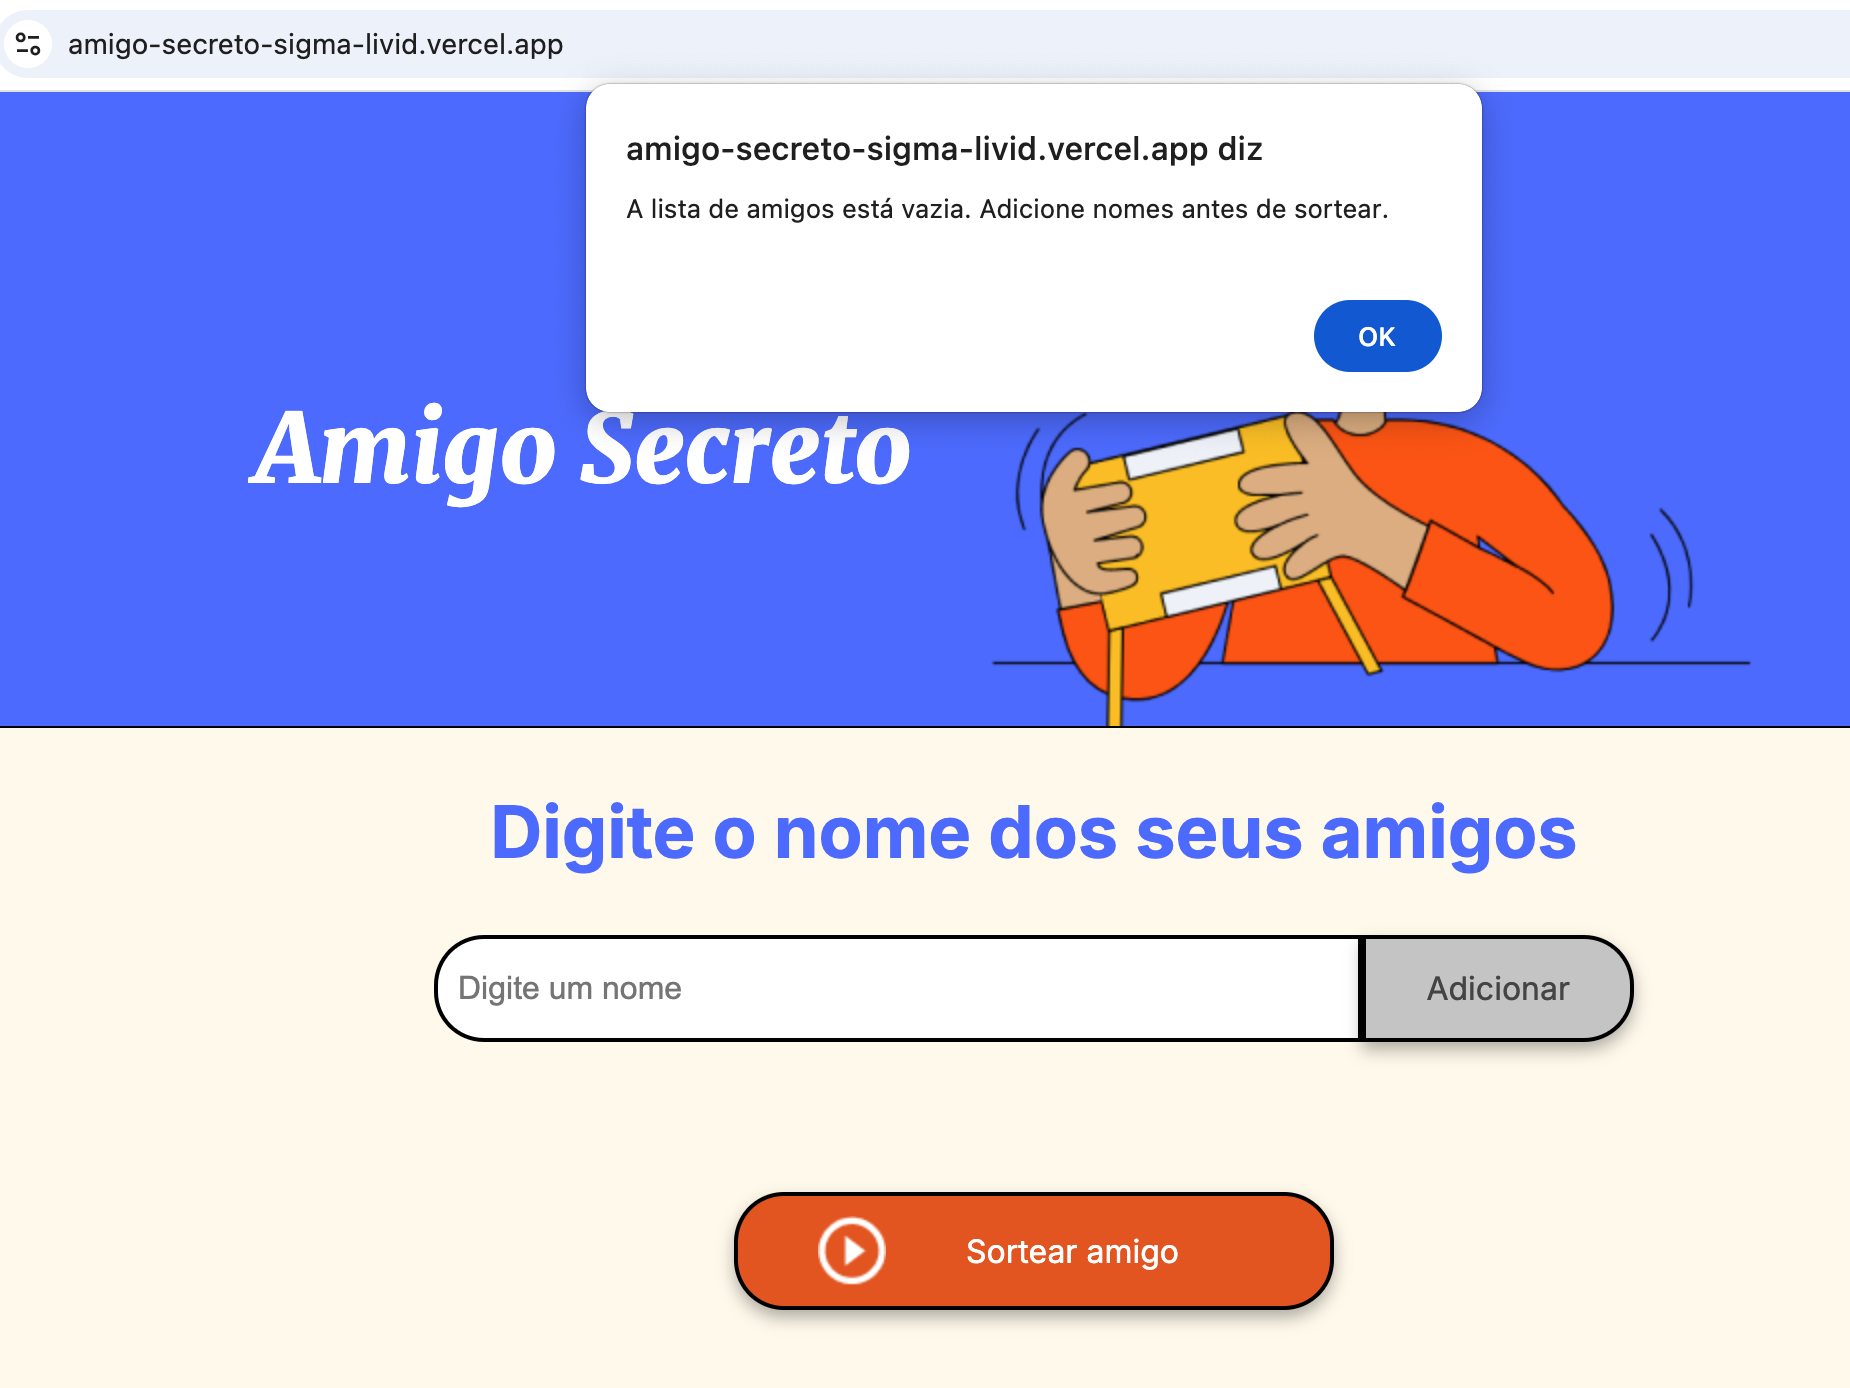 amigo-secreto-sigma-livid.vercel.app
amigo-secreto-sigma-livid.vercel.app diz
A lista de amigos está vazia. Adicione nomes antes de sortear.
OK
Amigo Secreto
Digite o nome dos seus amigos
Digite um nome
Adicionar
Sortear amigo